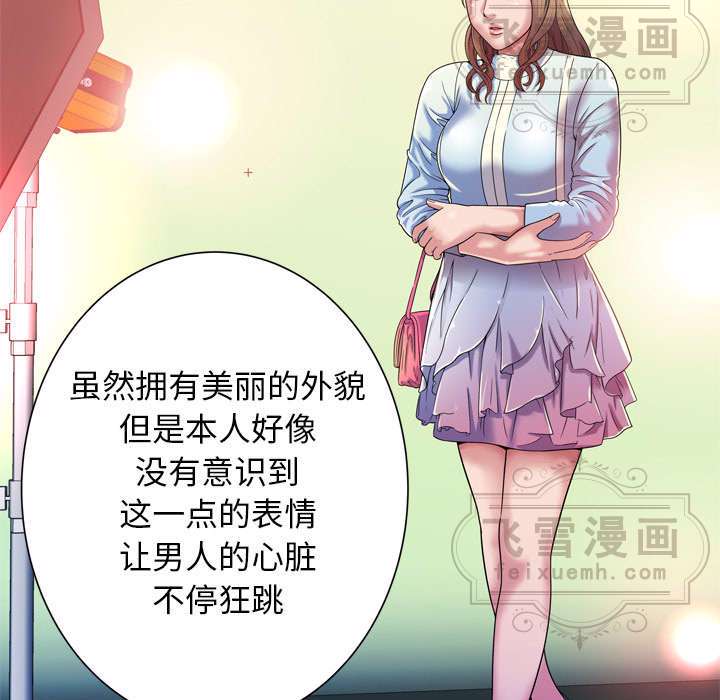 飞雪漫画
feixuemh.com
虽然拥有美丽的外貌
但是本人好像
没有意识到
这一点的表情
让男人的心脏
不停狂跳
飞雪漫画
feixuemh.com